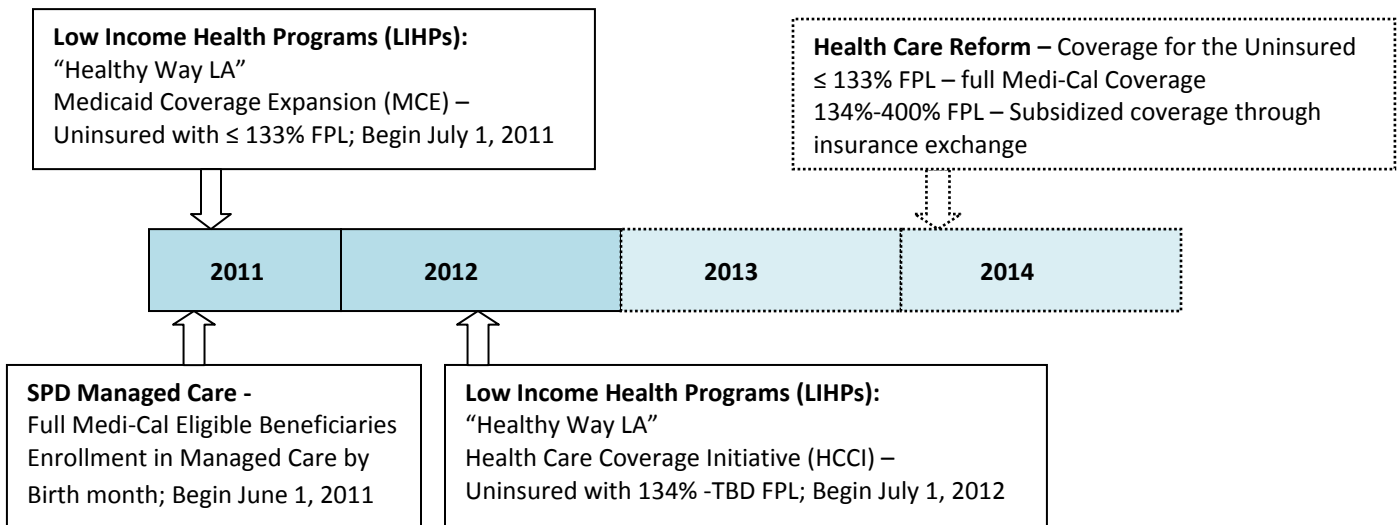 Low Income Health Programs (LIHPs):
“Healthy Way LA”
Medicaid Coverage Expansion (MCE) –
Uninsured with ≤ 133% FPL; Begin July 1, 2011
Health Care Reform – Coverage for the Uninsured
≤ 133% FPL – full Medi-Cal Coverage
134%-400% FPL – Subsidized coverage through
insurance exchange
2011
2012
2013
2014
SPD Managed Care -
Full Medi-Cal Eligible Beneficiaries
Enrollment in Managed Care by
Birth month; Begin June 1, 2011
Low Income Health Programs (LIHPs):
“Healthy Way LA”
Health Care Coverage Initiative (HCCI) –
Uninsured with 134% -TBD FPL; Begin July 1, 2012